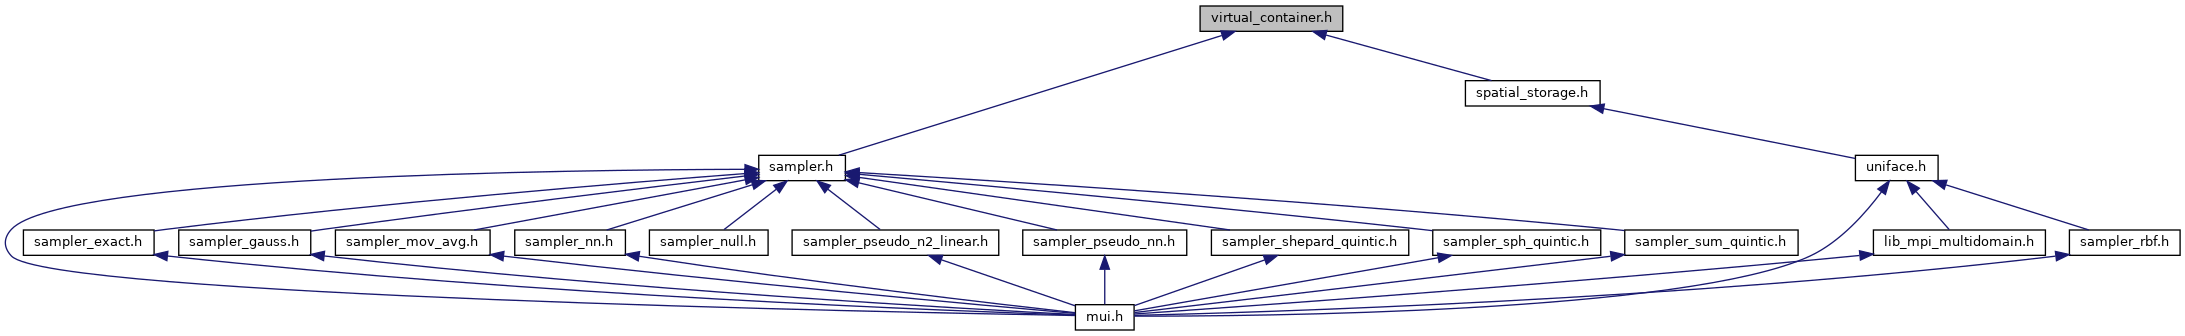 virtual_container.h
spatial_storage.h
sampler.h
uniface.h
sampler_exact.h
sampler_gauss.h
sampler_mov_avg.h
sampler_nn.h
sampler_null.h
sampler_pseudo_n2_linear.h
sampler_pseudo_nn.h
sampler_shepard_quintic.h
sampler_sph_quintic.h
sampler_sum_quintic.h
lib_mpi_multidomain.h
sampler_rbf.h
mui.h